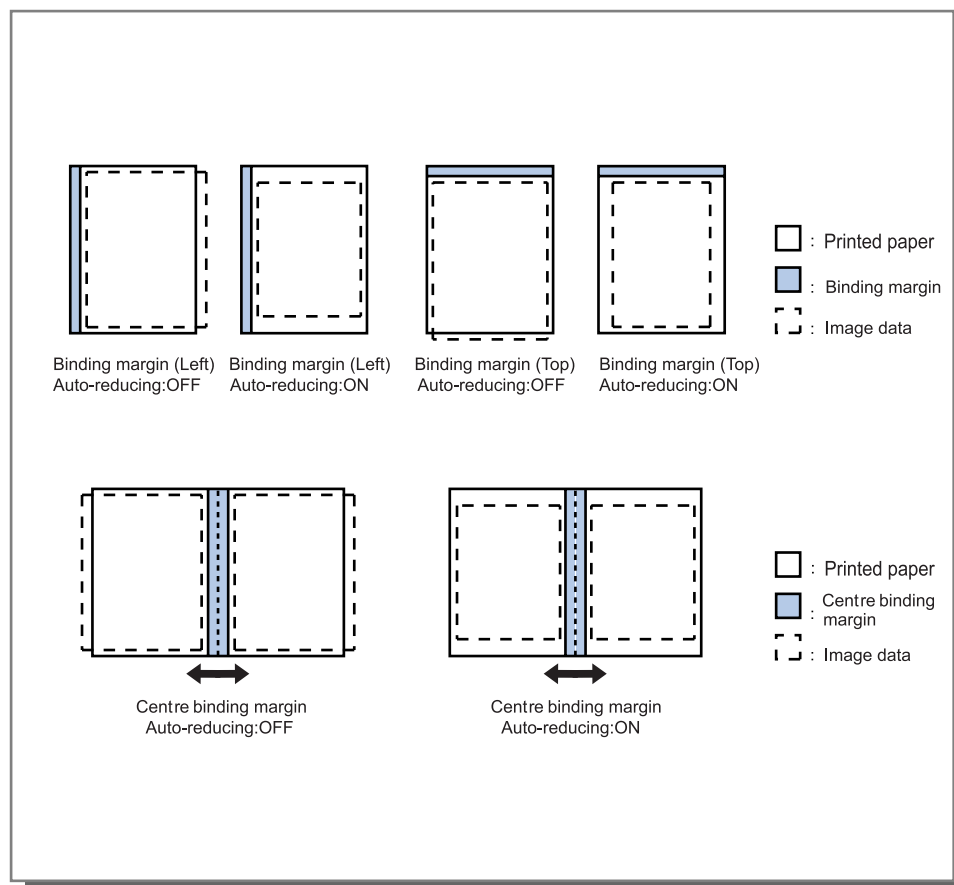 Binding margin (Left)
Auto-reducing:OFF
Binding margin (Left)
Auto-reducing:ON
Binding margin (Top)
Auto-reducing:OFF
Binding margin (Top)
Auto-reducing:ON
: Printed paper
: Binding margin
: Image data
Centre binding margin
Auto-reducing:OFF
Centre binding margin
Auto-reducing:ON
: Printed paper
: Centre binding
margin
: Image data